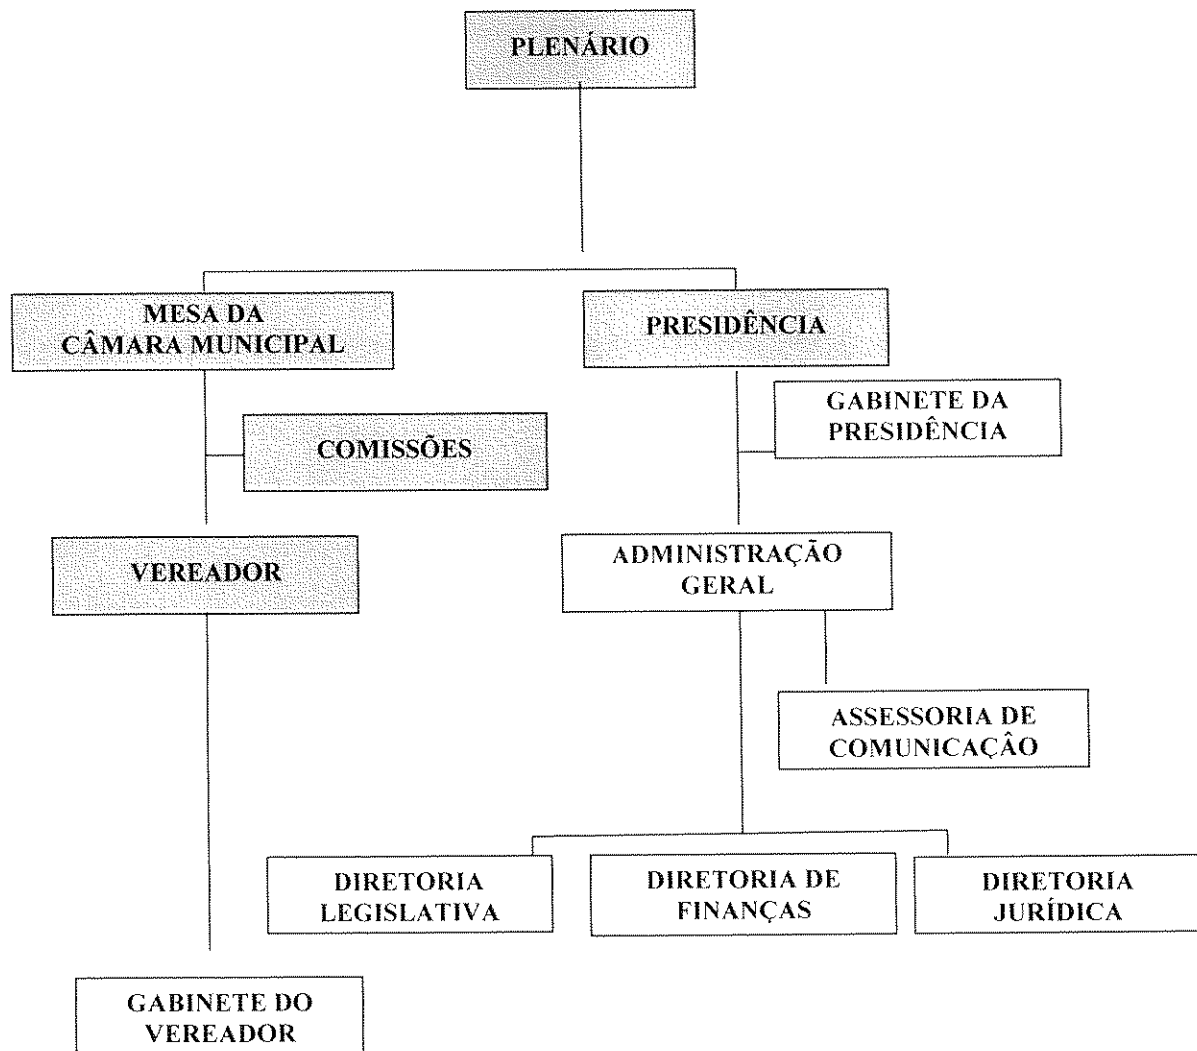 PLENÁRIO
MESA DA
CÂMARA MUNICIPAL
PRESIDÊNCIA
GABINETE DA
PRESIDÊNCIA
COMISSÕES
ADMINISTRAÇÃO
GERAL
VEREADOR
ASSESSORIA DE
COMUNICAÇÃO
DIRETORIA
LEGISLATIVA
DIRETORIA DE
FINANÇAS
DIRETORIA
JURÍDICA
GABINETE DO
VEREADOR